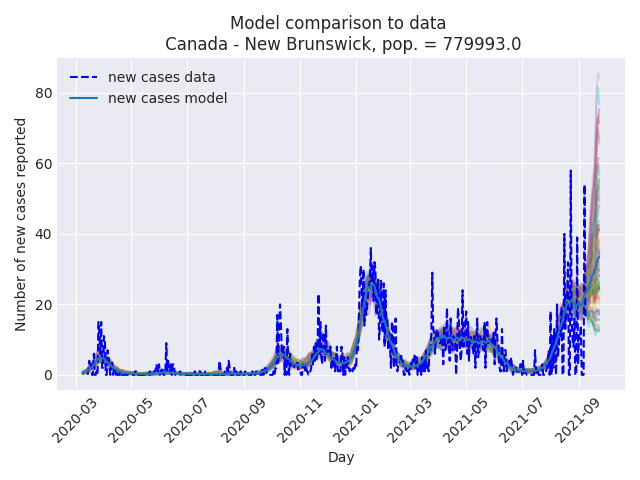 Model comparison to data
Canada - New Brunswick, pop. = 779993.0
new cases data
new cases model
Number of new cases reported
80
60
40
20
0
2020-03
2020-05
2020-07
2020-09
2020-11
2021-01
2021-03
2021-05
2021-07
2021-09
Day